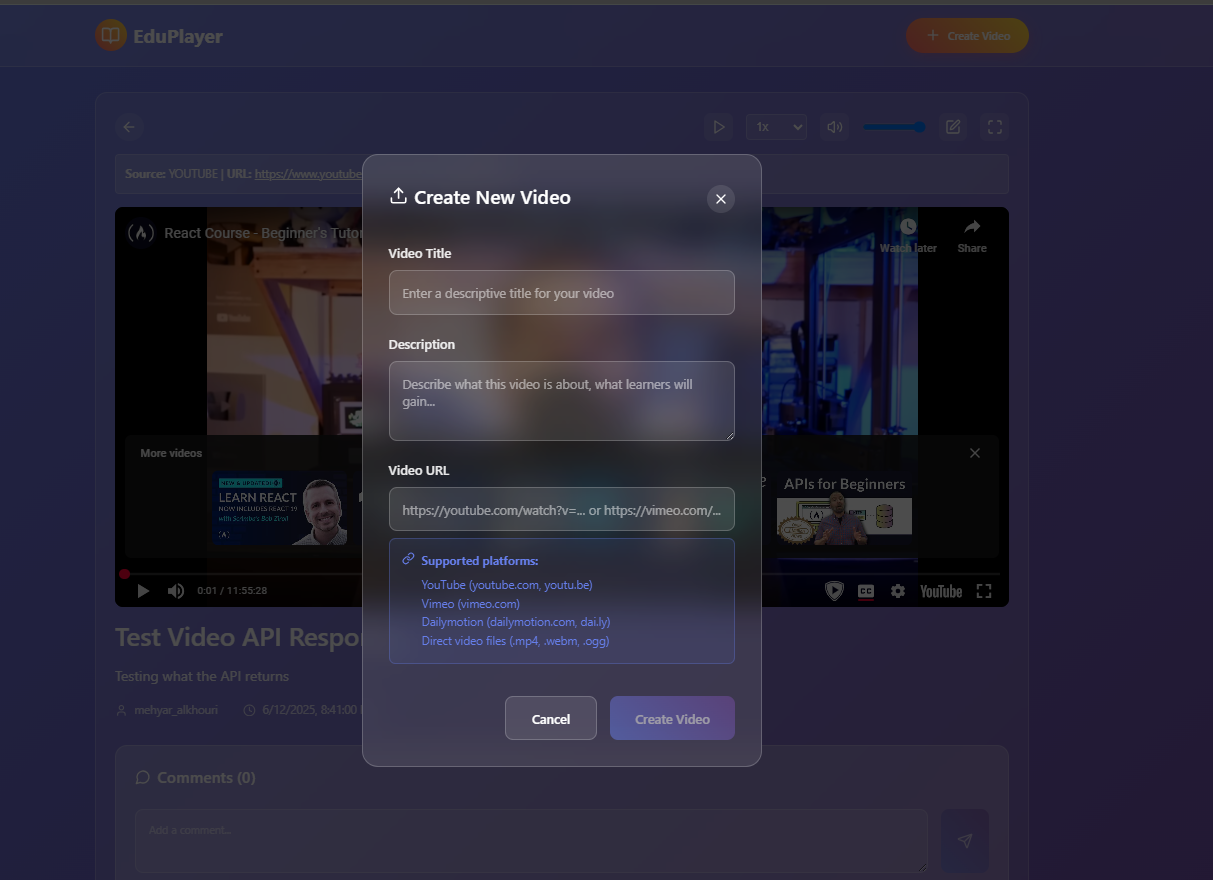 EduPlayer
Create Video
1x
Source: YOUTUBE | URL: https://www.youtube
Create New Video
React Course - Beginner's Tutor
Watch later
Share
Video Title
Enter a descriptive title for your video
Description
Describe what this video is about, what learners will
gain...
More videos
Video URL
NEW & UPDATED!
LEARN REACT
NOW INCLUDES REACT 19
with Scrimba's Bob Ziroll
APIs for Beginners
https://youtube.com/watch?v=... or https://vimeo.com/...
Supported platforms:
YouTube (youtube.com, youtu.be)
Vimeo (vimeo.com)
Dailymotion (dailymotion.com, dai.ly)
Direct video files (.mp4, .webm, .ogg)
0:01 / 11:55:28
CC
YouTube
Test Video API Respo
Testing what the API returns
mehyar_alkhouri
6/12/2025, 8:41:00
Cancel
Create Video
Comments (0)
Add a comment...